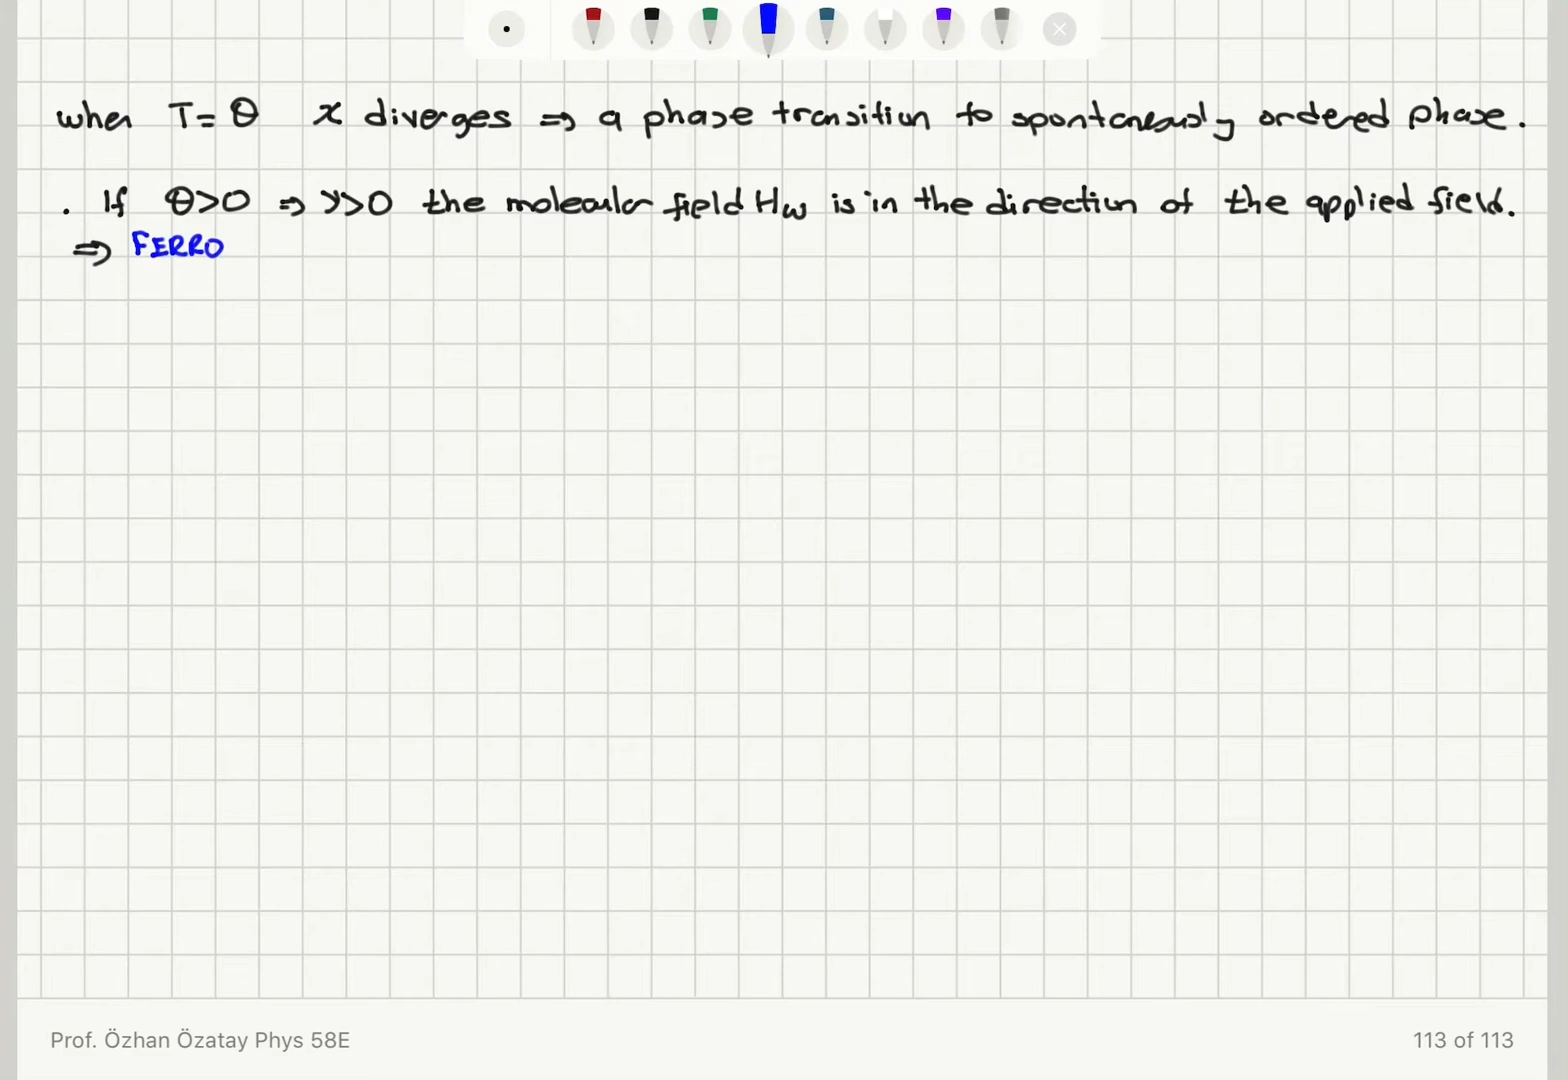 when T = θ χ diverges ⇒ a phase transition to spontaneously ordered phase.
. If θ>0 ⇒ γ>0 the molecular field Hw is in the direction of the applied field.
⇒ FERRO
Prof. Özhan Özatay Phys 58E
113 of 113